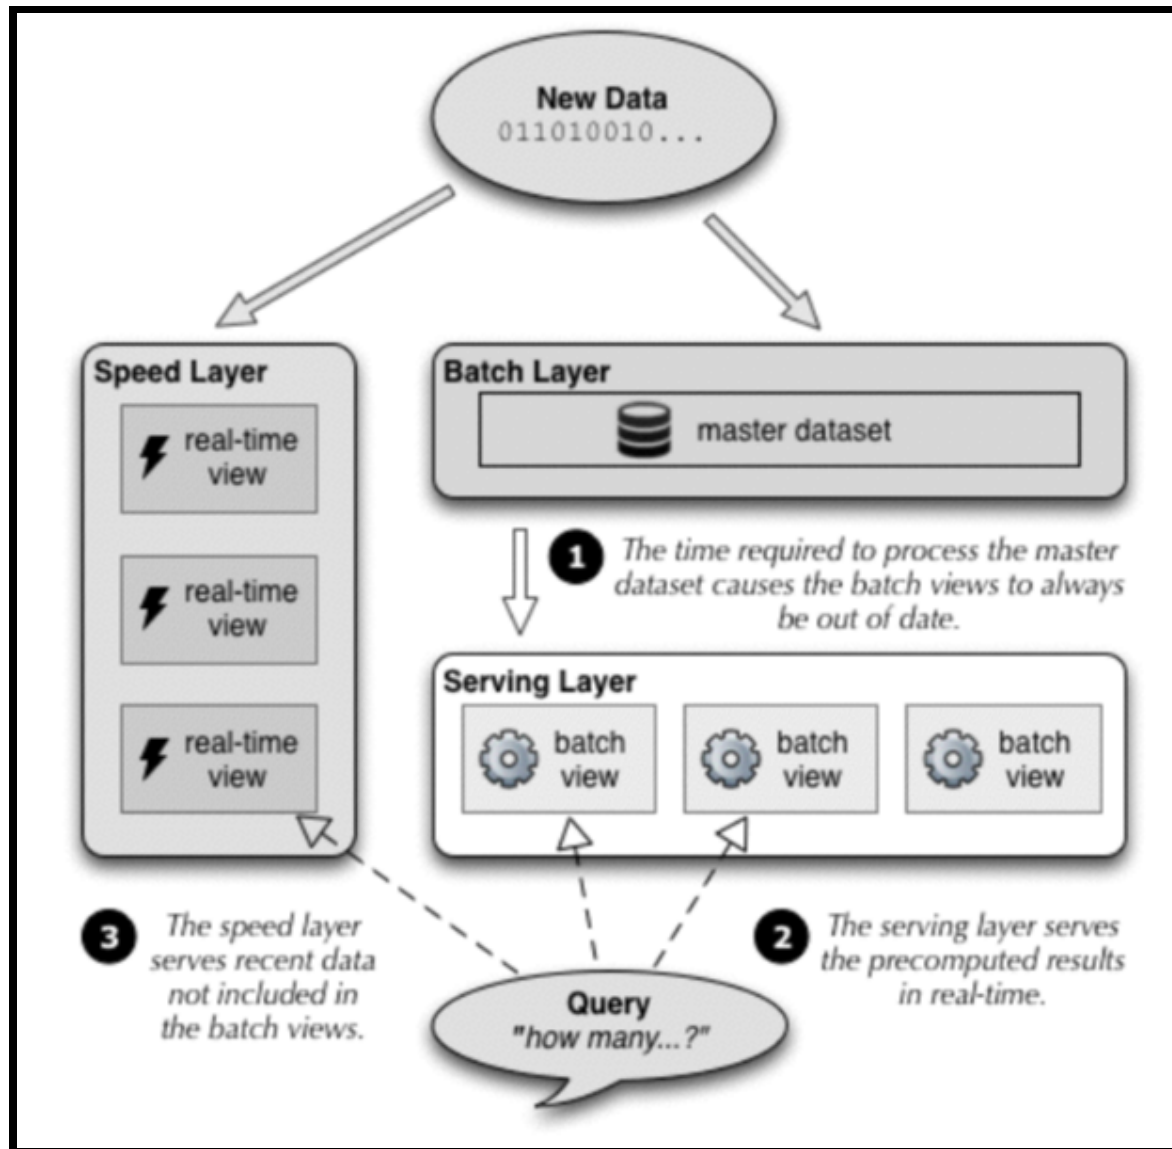 New Data
011010010...
Speed Layer
real-time
view
real-time
view
real-time
view
Batch Layer
master dataset
1
The time required to process the master
dataset causes the batch views to always
be out of date.
Serving Layer
batch
view
batch
view
batch
view
3
The speed layer
serves recent data
not included in
the batch views.
2
The serving layer serves
the precomputed results
in real-time.
Query
"how many...?"